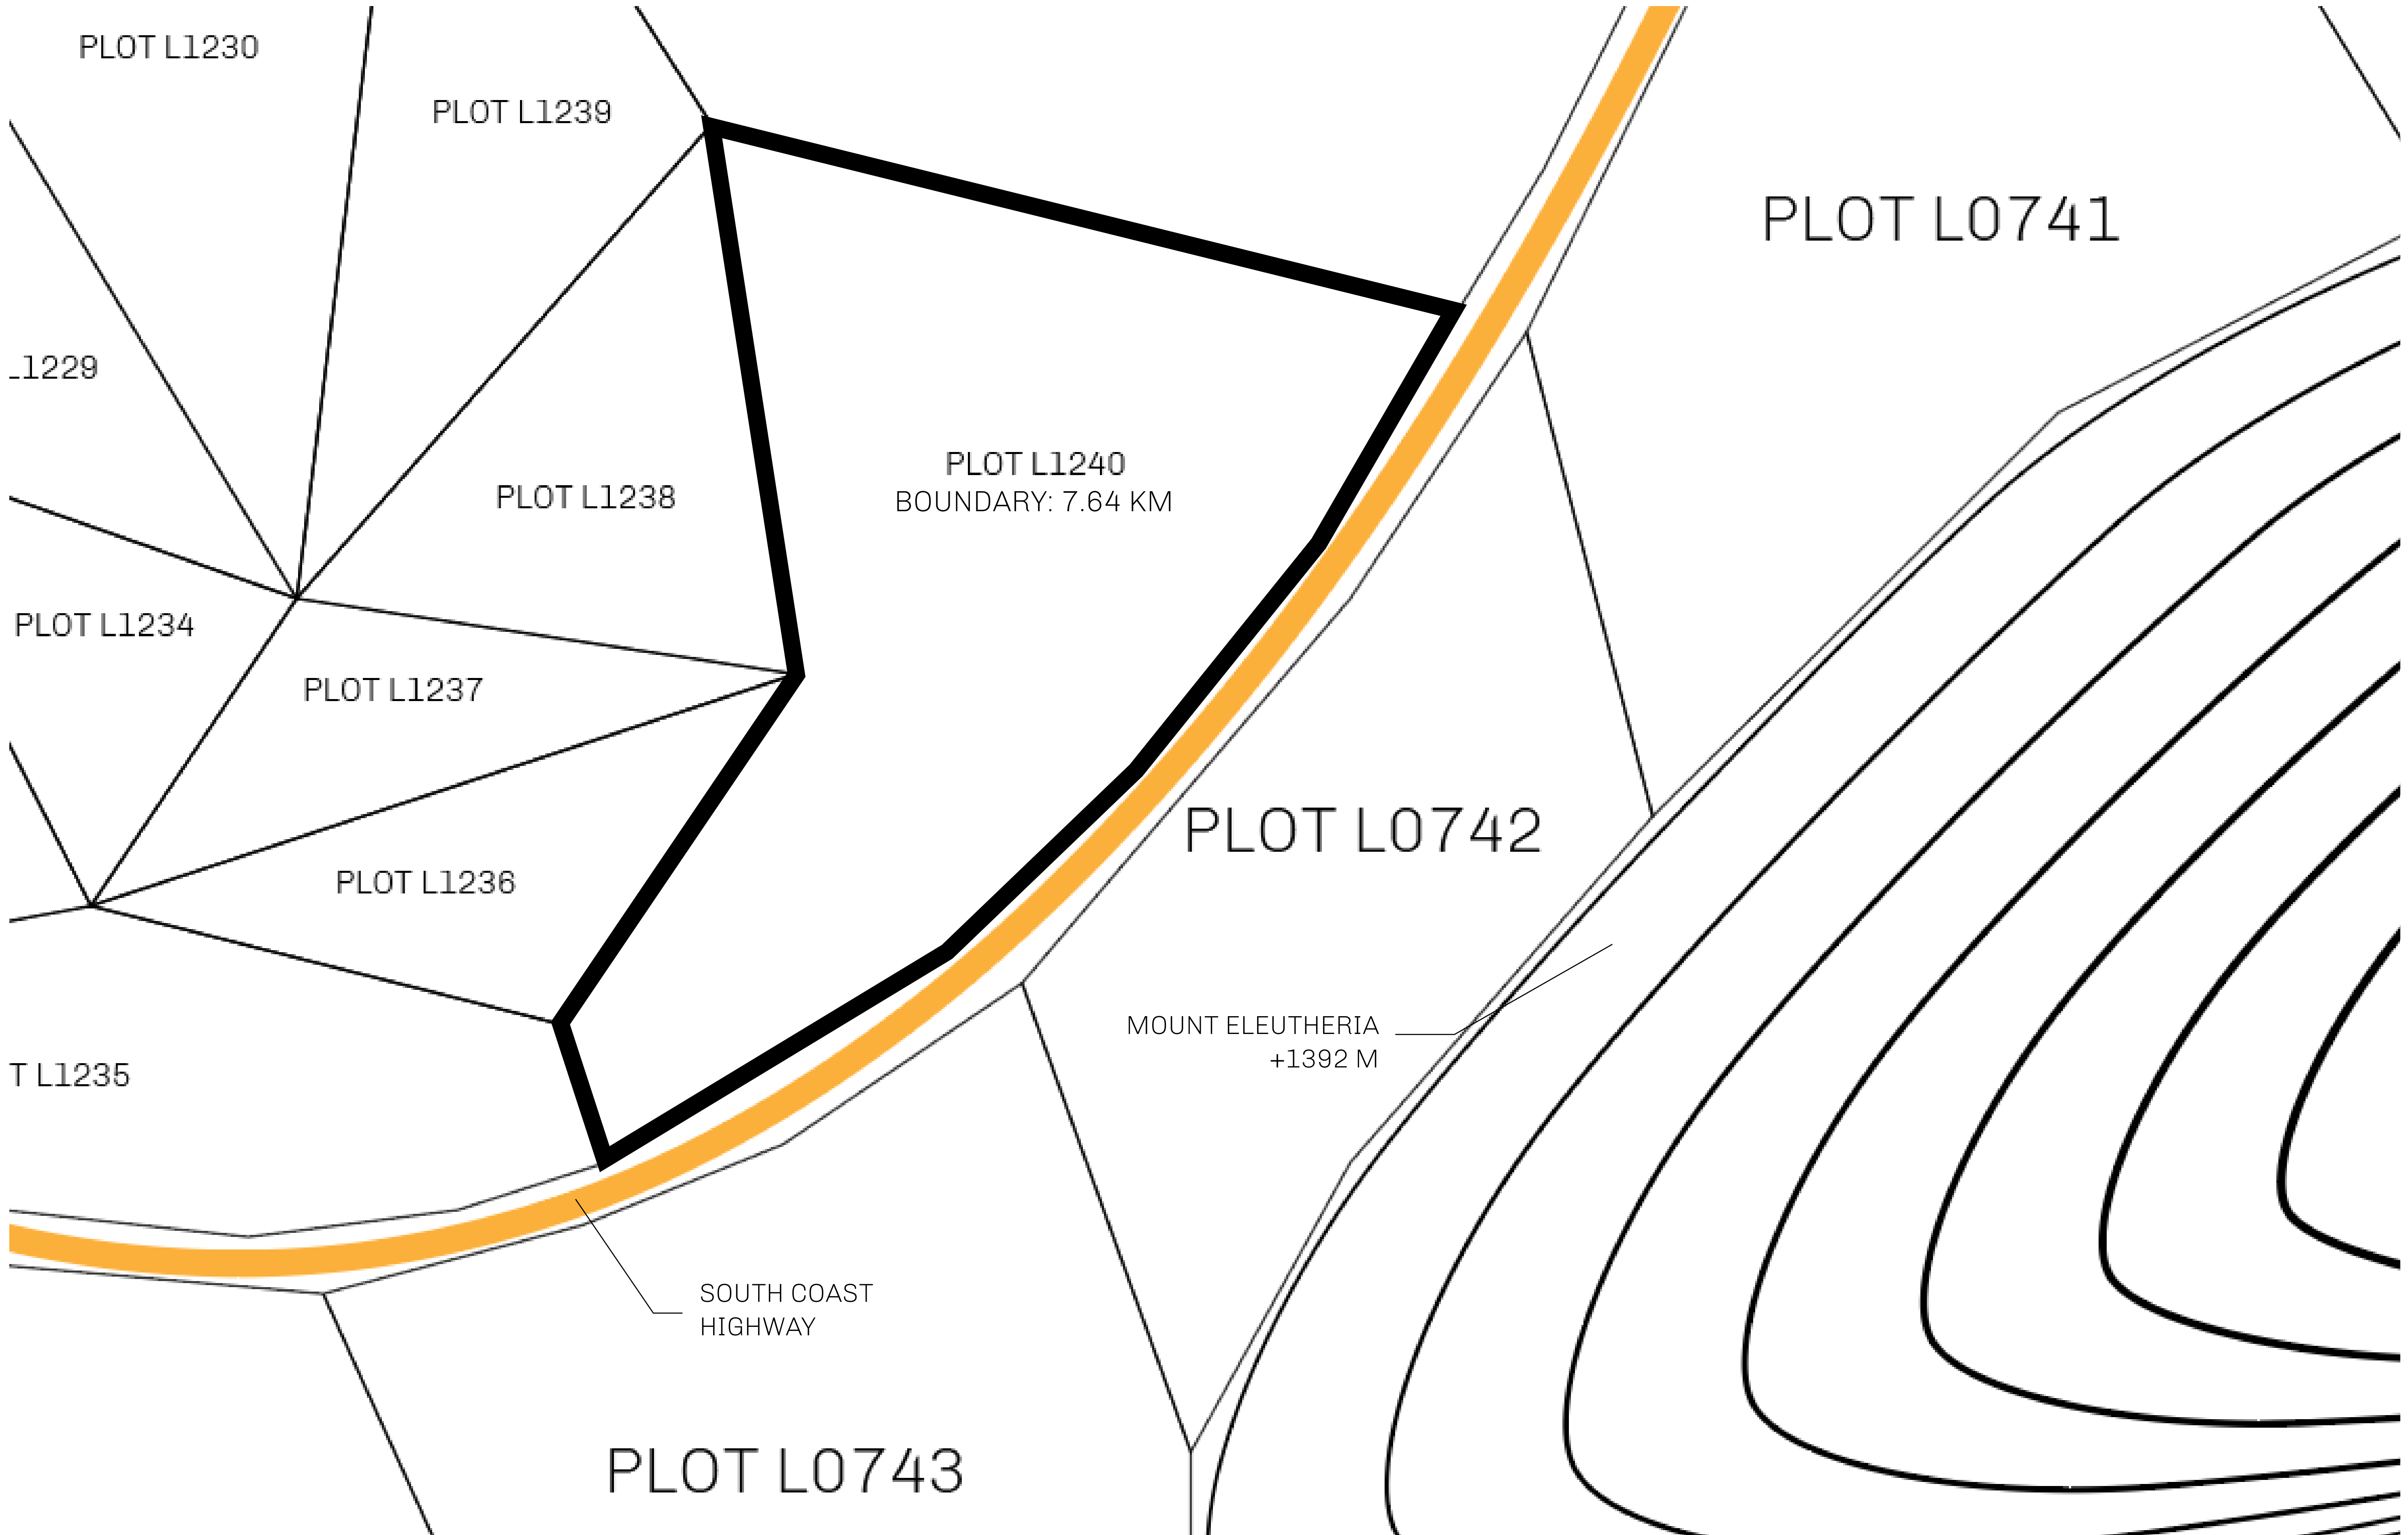 PLOT L1230
PLOT L1239
PLOT L0741
L1229
PLOT L1240
BOUNDARY: 7.64 KM
PLOT L1238
PLOT L1234
PLOT L1237
PLOT L0742
PLOT L1236
MOUNT ELEUTHERIA
+1392 M
T L1235
SOUTH COAST
HIGHWAY
PLOT L0743